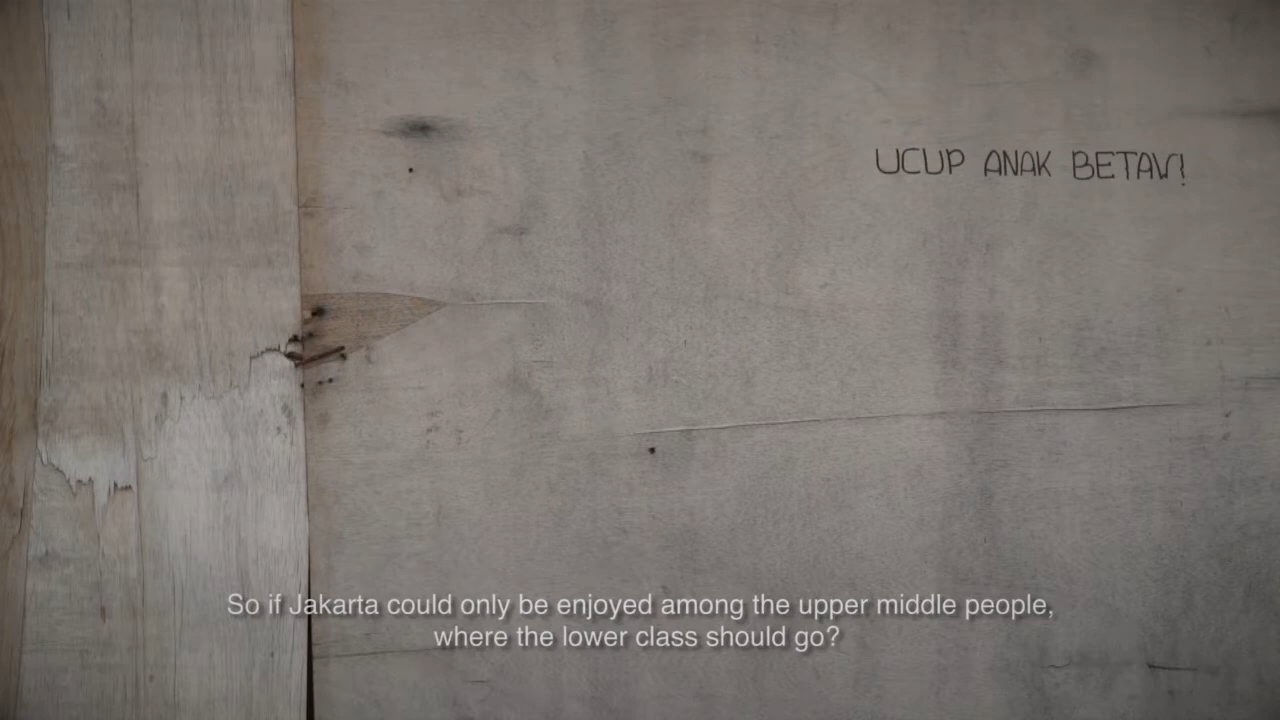 UCUP ANAK BETAW!
So if Jakarta could only be enjoyed among the upper middle people,
where the lower class should go?